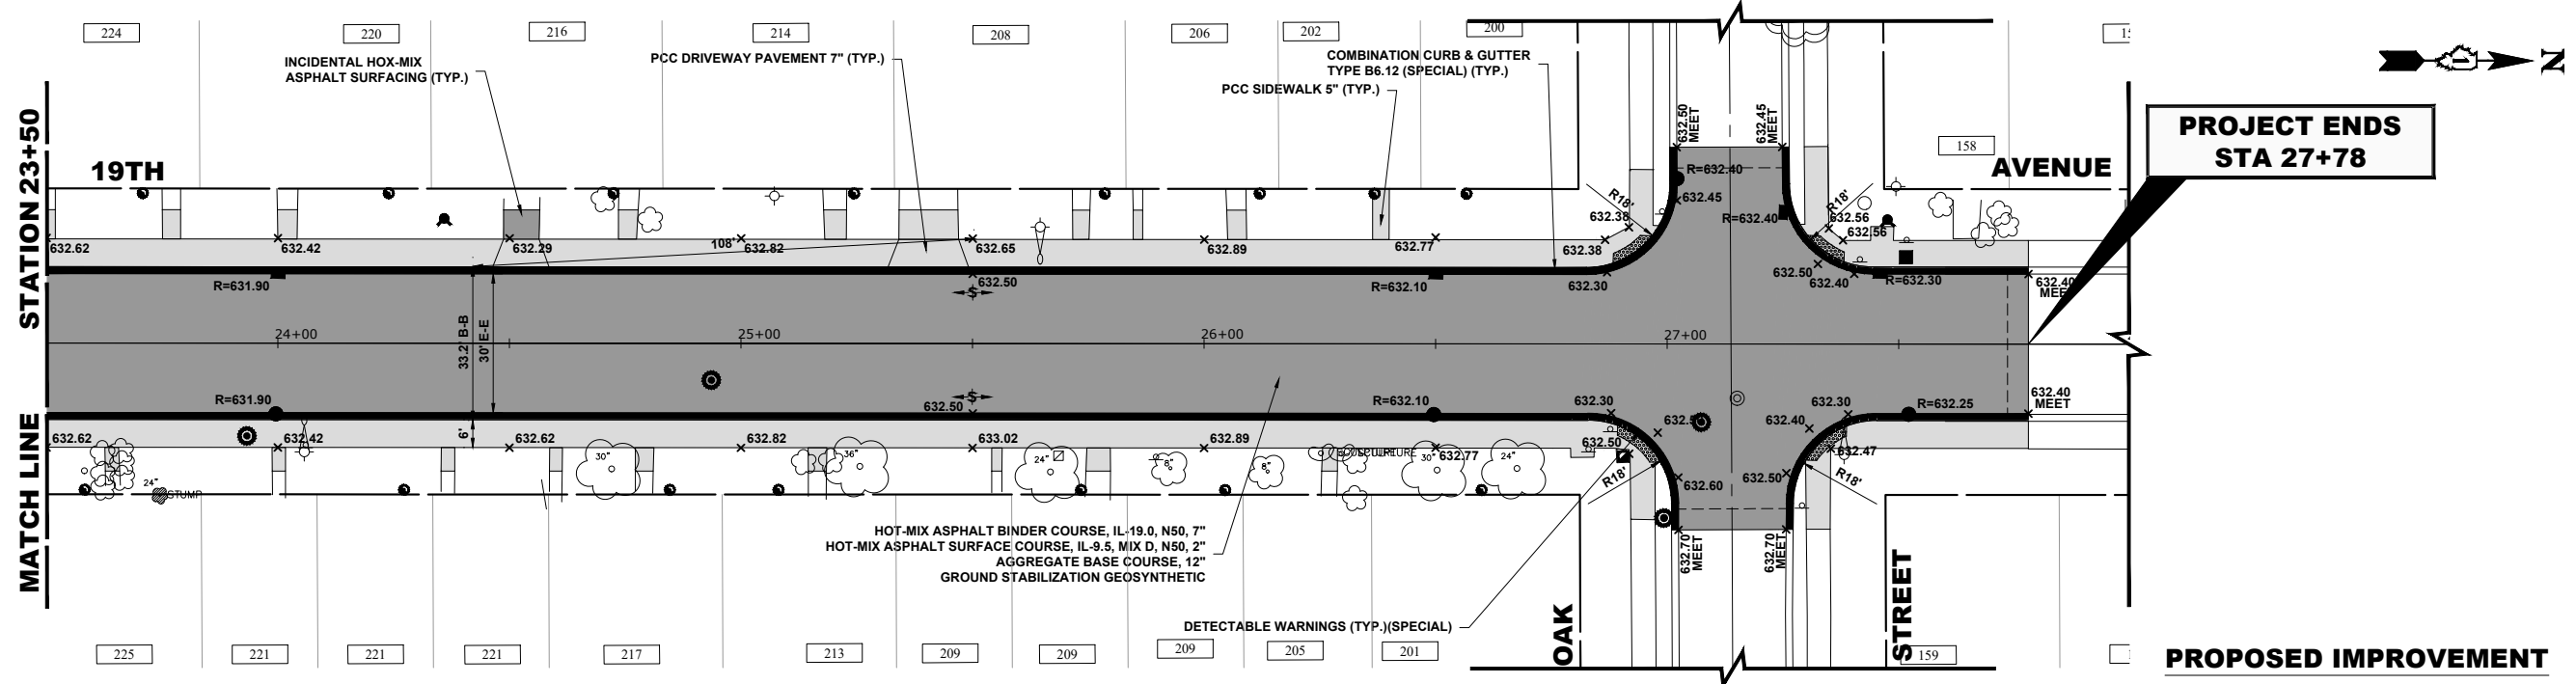 224
220
216
214
208
206
202
200
INCIDENTAL HOX-MIX
ASPHALT SURFACING (TYP.)
PCC DRIVEWAY PAVEMENT 7" (TYP.)
COMBINATION CURB & GUTTER
TYPE B6.12 (SPECIAL) (TYP.)
PCC SIDEWALK 5" (TYP.)
N
PROJECT ENDS
STA 27+78
MATCH LINE STATION 23+50
19TH
AVENUE
158
632.50
MEET
632.45
MEET
R=632.40
632.45
R=632.40
R18'
R18'
632.38
632.38
632.56
632.56
632.62
632.42
632.29
108'
632.82
632.65
632.89
632.77
R=631.90
632.50
S
R=632.10
632.30
632.50
632.40
R=632.30
632.40
MEET
24+00
25+00
26+00
27+00
33.2' B-B
30' E-E
R=631.90
632.50
S
R=632.10
632.30
632.40
632.30
R=632.25
632.40
MEET
632.62
632.42
6'
632.62
632.82
633.02
632.89
632.77
632.50
632.47
24"
STUMP
30"
36"
24"
8"
8"
30"
24"
R18'
R18'
632.60
632.50
632.70
MEET
632.70
MEET
HOT-MIX ASPHALT BINDER COURSE, IL-19.0, N50, 7"
HOT-MIX ASPHALT SURFACE COURSE, IL-9.5, MIX D, N50, 2"
AGGREGATE BASE COURSE, 12"
GROUND STABILIZATION GEOSYNTHETIC
DETECTABLE WARNINGS (TYP.)(SPECIAL)
OAK
STREET
225
221
221
221
217
213
209
209
209
205
201
159
PROPOSED IMPROVEMENT